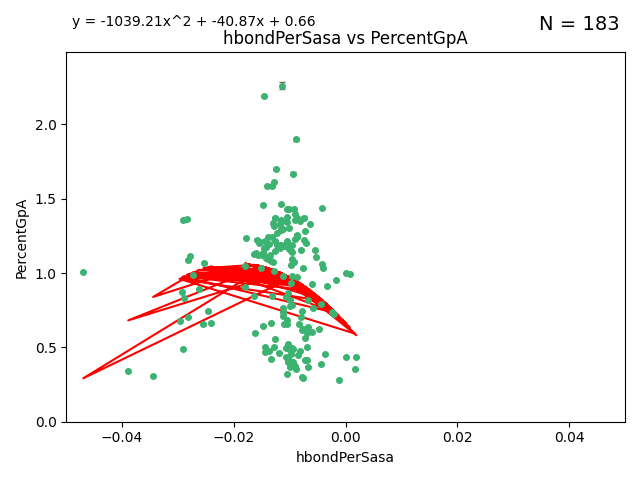 y = -1039.21x^2 + -40.87x + 0.66
N = 183
hbondPerSasa vs PercentGpA
PercentGpA
2.0
1.5
1.0
0.5
0.0
−0.04
−0.02
0.00
0.02
0.04
hbondPerSasa